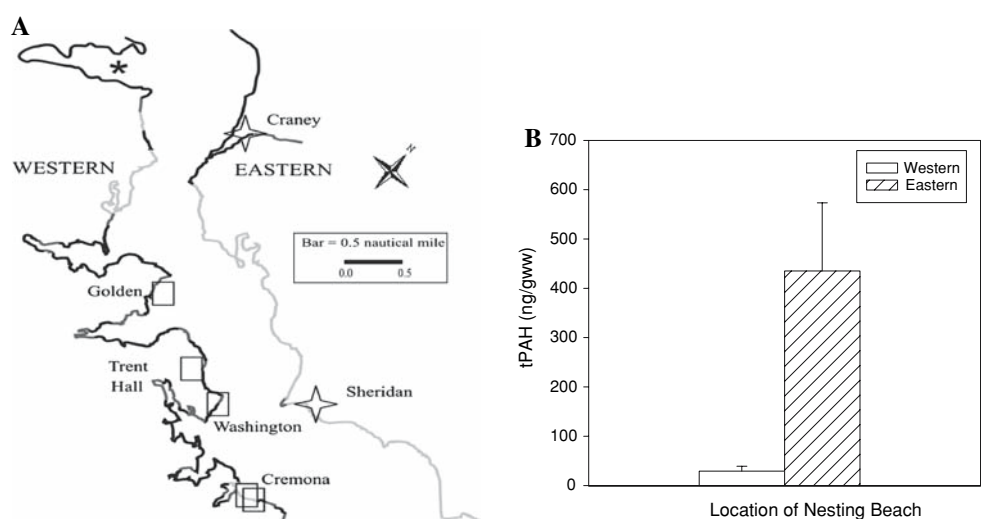 A
*
Craney
WESTERN
EASTERN
N
Bar = 0.5 nautical mile
0.0 0.5
Golden
Trent
Hall
Sheridan
Washington
Cremona
B
700
600
500
400
300
200
100
0
tPAH (ng/gww)
Western
Eastern
Location of Nesting Beach